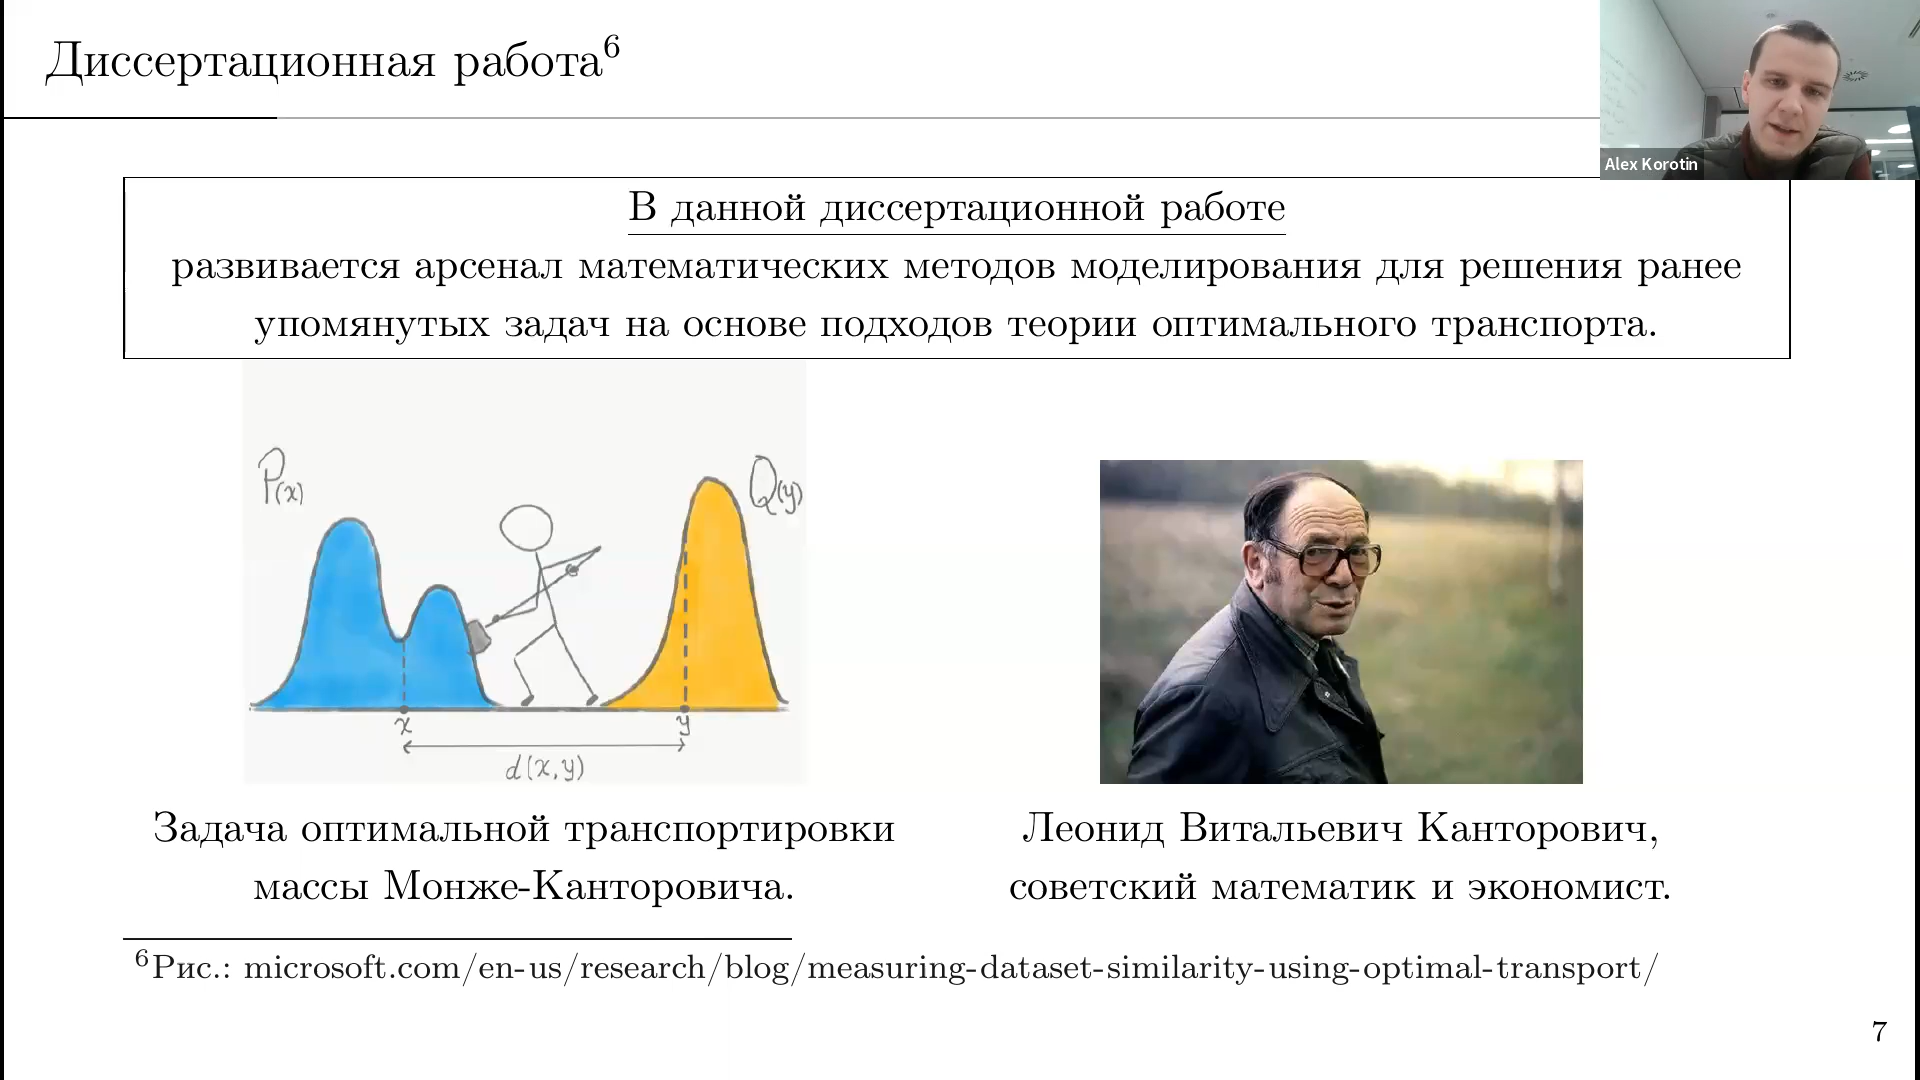 Диссертационная работа⁶
Alex Korotin
В данной диссертационной работе
развивается арсенал математических методов моделирования для решения ранее
упомянутых задач на основе подходов теории оптимального транспорта.
P(x)
Q(y)
x
y
d(x,y)
Задача оптимальной транспортировки
массы Монже-Канторовича.
Леонид Витальевич Канторович,
советский математик и экономист.
⁶Рис.: microsoft.com/en-us/research/blog/measuring-dataset-similarity-using-optimal-transport/
7